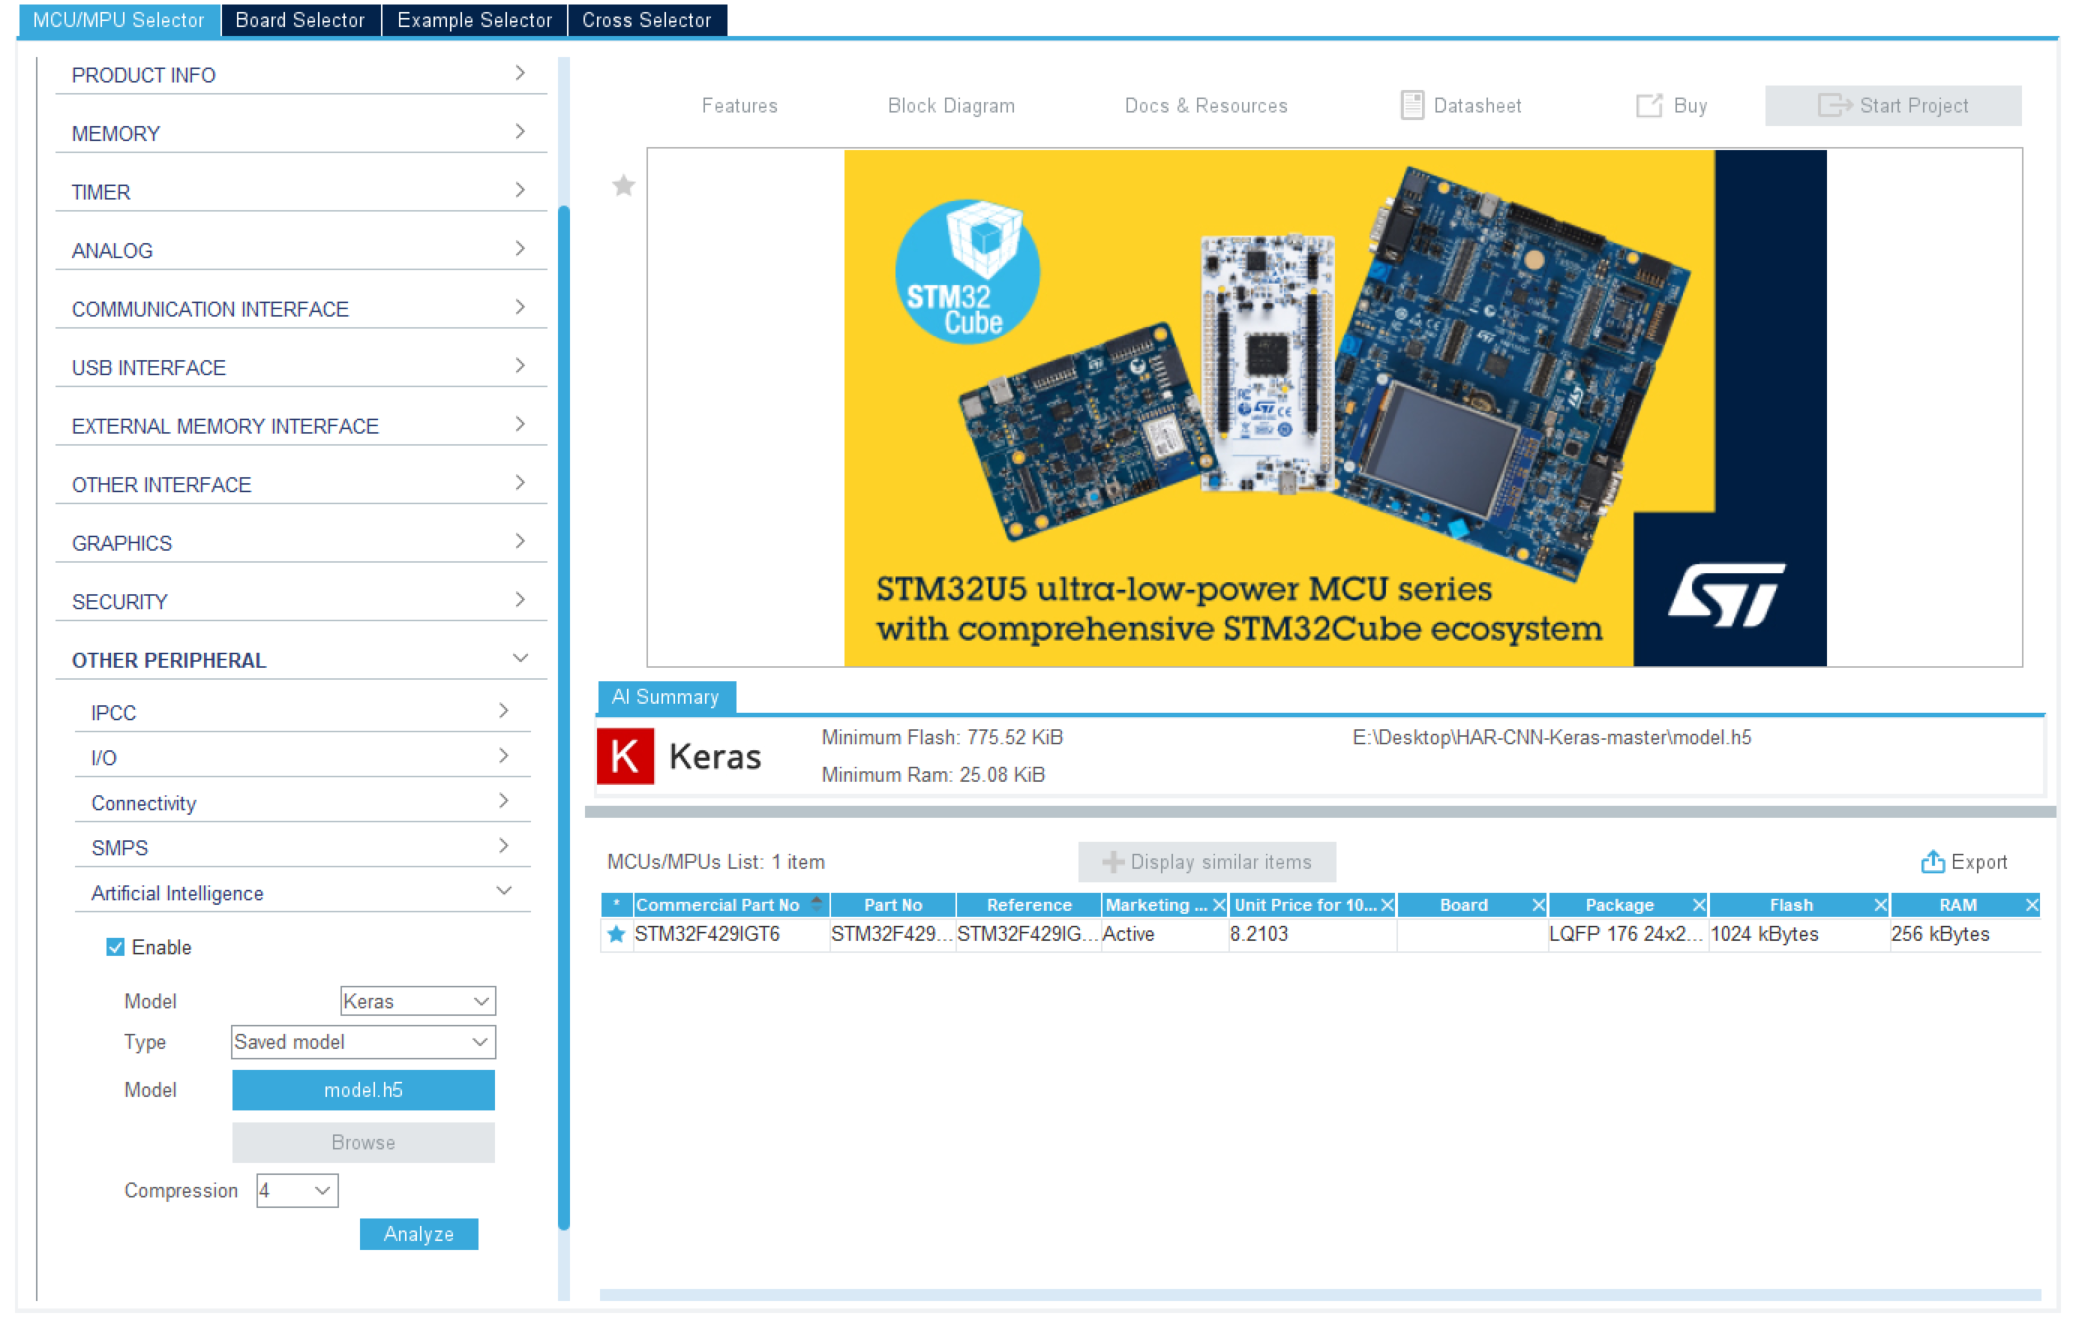 MCU/MPU Selector Board Selector Example Selector Cross Selector
PRODUCT INFO
MEMORY
TIMER
ANALOG
COMMUNICATION INTERFACE
USB INTERFACE
EXTERNAL MEMORY INTERFACE
OTHER INTERFACE
GRAPHICS
SECURITY
OTHER PERIPHERAL
IPCC
I/O
Connectivity
SMPS
Artificial Intelligence
Enable
Model Keras
Type Saved model
Model model.h5
Browse
Compression 4
Analyze
Features Block Diagram Docs & Resources Datasheet Buy Start Project
STM32
Cube
STM32U5 ultra-low-power MCU series
with comprehensive STM32Cube ecosystem
ST
AI Summary
K Keras
Minimum Flash: 775.52 KiB E:\Desktop\HAR-CNN-Keras-master\model.h5
Minimum Ram: 25.08 KiB
MCUs/MPUs List: 1 item Display similar items Export
* Commercial Part No Part No Reference Marketing ... Unit Price for 10... Board Package Flash RAM
STM32F429IGT6 STM32F429... STM32F429IG... Active 8.2103 LQFP 176 24x2... 1024 kBytes 256 kBytes